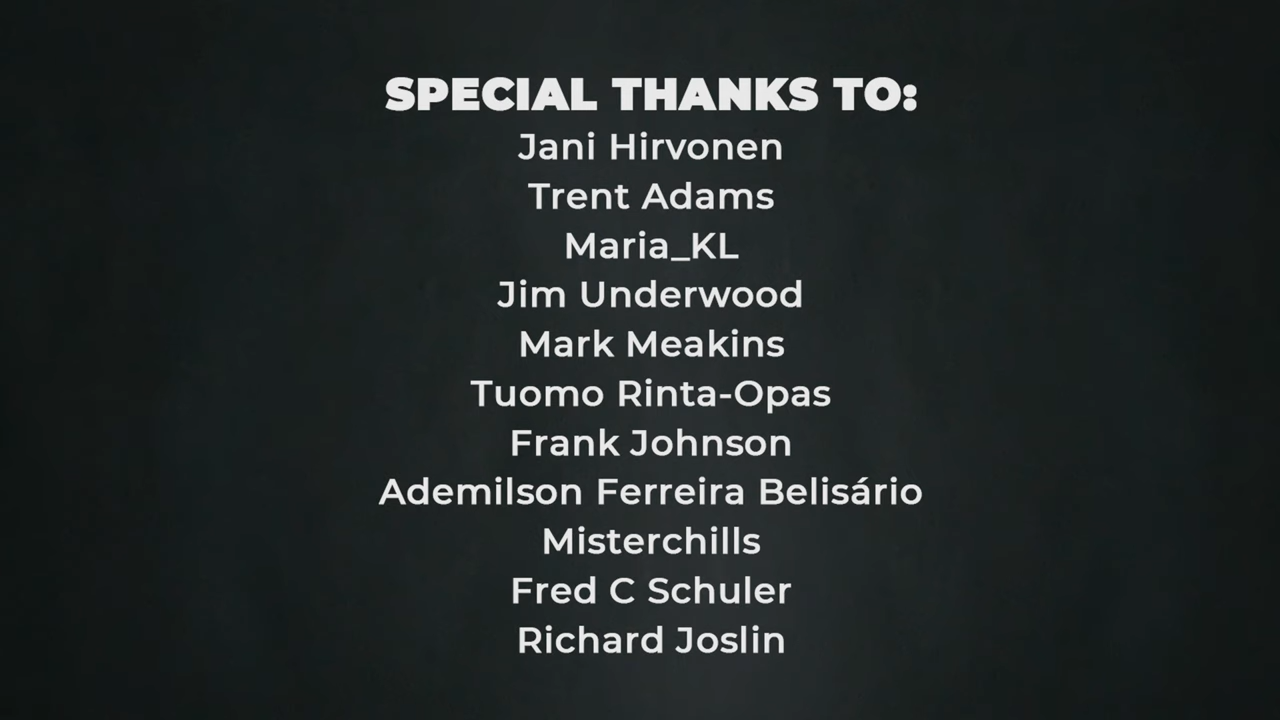 SPECIAL THANKS TO:
Jani Hirvonen
Trent Adams
Maria_KL
Jim Underwood
Mark Meakins
Tuomo Rinta-Opas
Frank Johnson
Ademilson Ferreira Belisário
Misterchills
Fred C Schuler
Richard Joslin